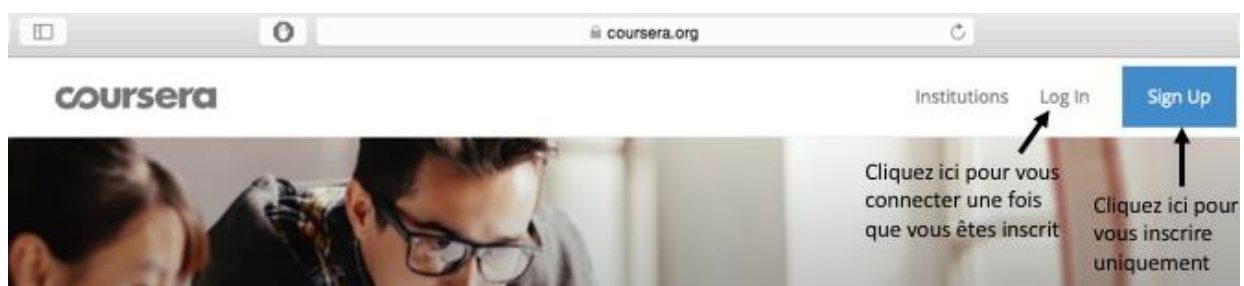 coursera.org
coursera
Institutions Log In Sign Up
Cliquez ici pour vous
connecter une fois
que vous êtes inscrit
Cliquez ici pour
vous inscrire
uniquement